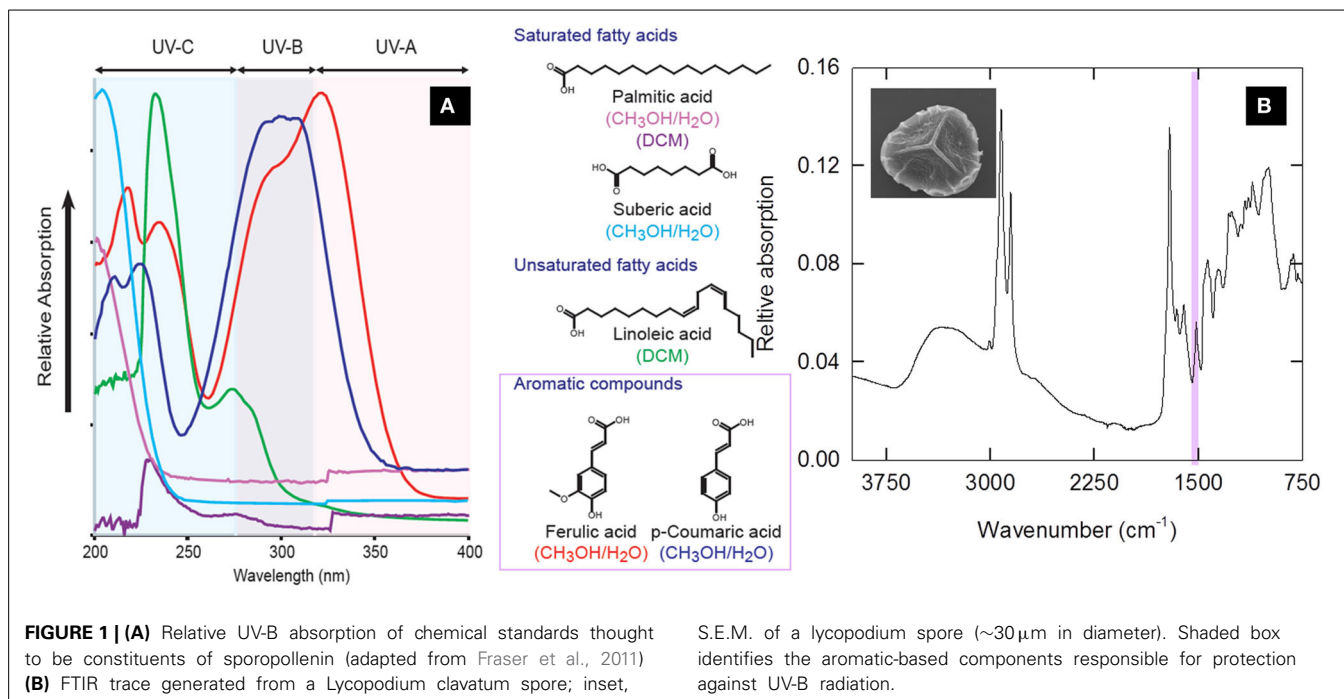 UV-C UV-B UV-A
A
Relative Absorption
200 250 300 350 400
Wavelength (nm)
Saturated fatty acids
O
OH
Palmitic acid
(CH3OH/H2O)
(DCM)
HO
O
O
OH
Suberic acid
(CH3OH/H2O)
Unsaturated fatty acids
O
OH
Linoleic acid
(DCM)
Aromatic compounds
O OH
O
OH
Ferulic acid
(CH3OH/H2O)
O OH
OH
p-Coumaric acid
(CH3OH/H2O)
B
Reltive absorption
0.16
0.12
0.08
0.04
0.00
3750 3000 2250 1500 750
Wavenumber (cm-1)
FIGURE 1 | (A) Relative UV-B absorption of chemical standards thought
to be constituents of sporopollenin (adapted from Fraser et al., 2011)
(B) FTIR trace generated from a Lycopodium clavatum spore; inset,
S.E.M. of a lycopodium spore (∼30 μm in diameter). Shaded box
identifies the aromatic-based components responsible for protection
against UV-B radiation.